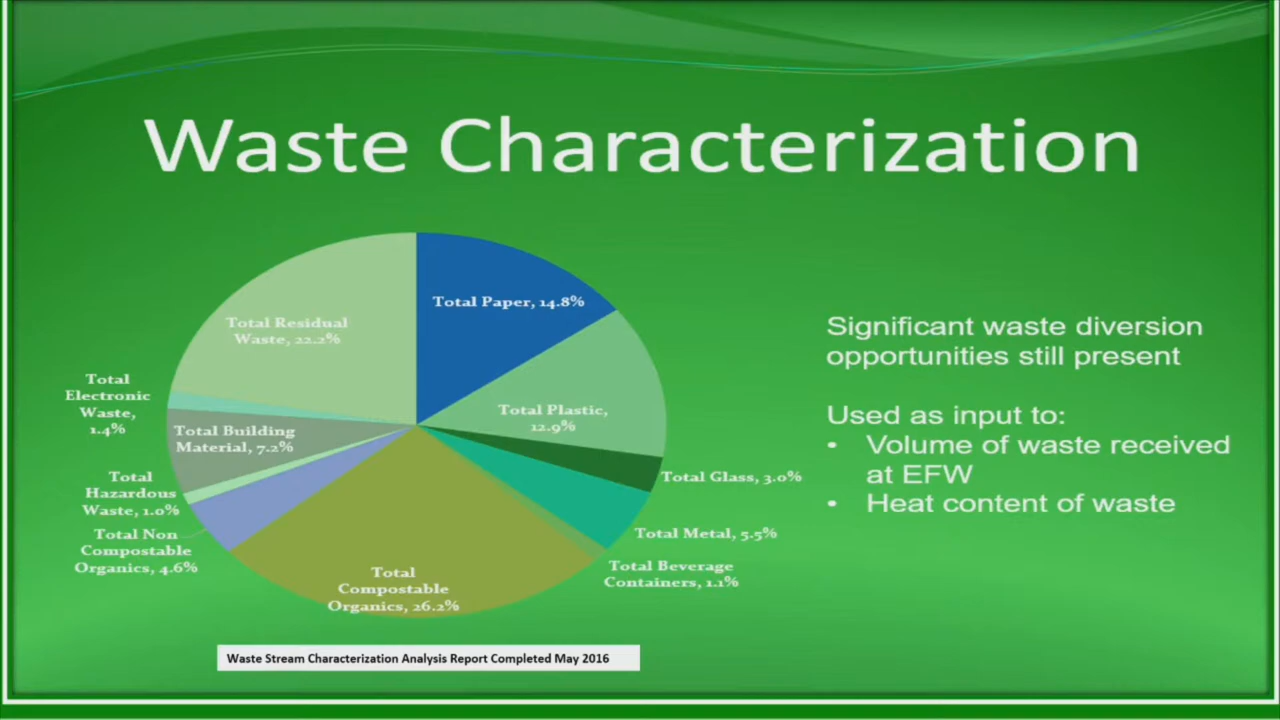 Waste Characterization
Total Paper, 14.8%
Total Residual
Waste, 22.2%
Total
Electronic
Waste,
1.4%
Total Plastic,
12.9%
Total Building
Material, 7.2%
Total Glass, 3.0%
Total
Hazardous
Waste, 1.0%
Total Metal, 5.5%
Total Non
Compostable
Organics, 4.6%
Total Beverage
Containers, 1.1%
Total
Compostable
Organics, 26.2%
Waste Stream Characterization Analysis Report Completed May 2016
Significant waste diversion
opportunities still present
Used as input to:
• Volume of waste received
at EFW
• Heat content of waste